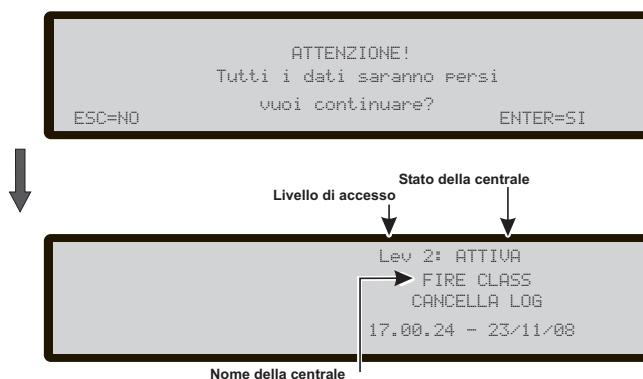 ATTENZIONE!
Tutti i dati saranno persi
vuoi continuare?
ESC=NO ENTER=SI
Stato della centrale
Livello di accesso
Lev 2: ATTIVA
FIRE CLASS
CANCELLA LOG
17.00.24 - 23/11/08
Nome della centrale